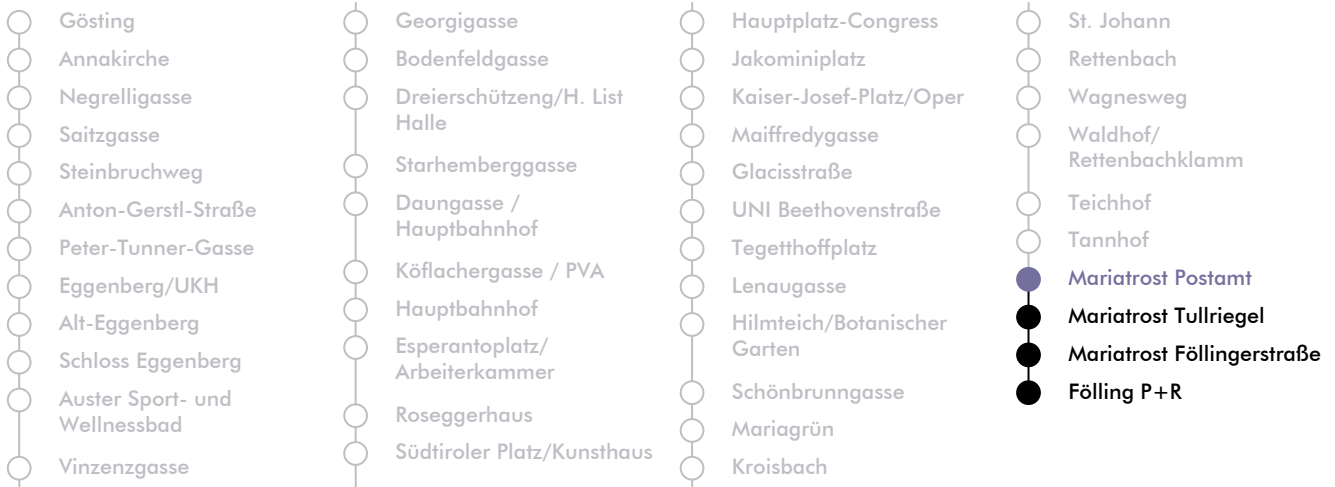 Gösting
Annakirche
Negrelligasse
Saitzgasse
Steinbruchweg
Anton-Gerstl-Straße
Peter-Tunner-Gasse
Eggenberg/UKH
Alt-Eggenberg
Schloss Eggenberg
Auster Sport- und
Wellnessbad
Vinzenzgasse
Georgigasse
Bodenfeldgasse
Dreierschützeng/H. List
Halle
Starhemberggasse
Daungasse /
Hauptbahnhof
Köflachergasse / PVA
Hauptbahnhof
Esperantoplatz/
Arbeiterkammer
Roseggerhaus
Südtiroler Platz/Kunsthaus
Hauptplatz-Congress
Jakominiplatz
Kaiser-Josef-Platz/Oper
Maiffredygasse
Glacisstraße
UNI Beethovenstraße
Tegetthoffplatz
Lenaugasse
Hilmteich/Botanischer
Garten
Schönbrunngasse
Mariagrün
Kroisbach
St. Johann
Rettenbach
Wagnesweg
Waldhof/
Rettenbachklamm
Teichhof
Tannhof
Mariatrost Postamt
Mariatrost Tullriegel
Mariatrost Föllingerstraße
Fölling P+R